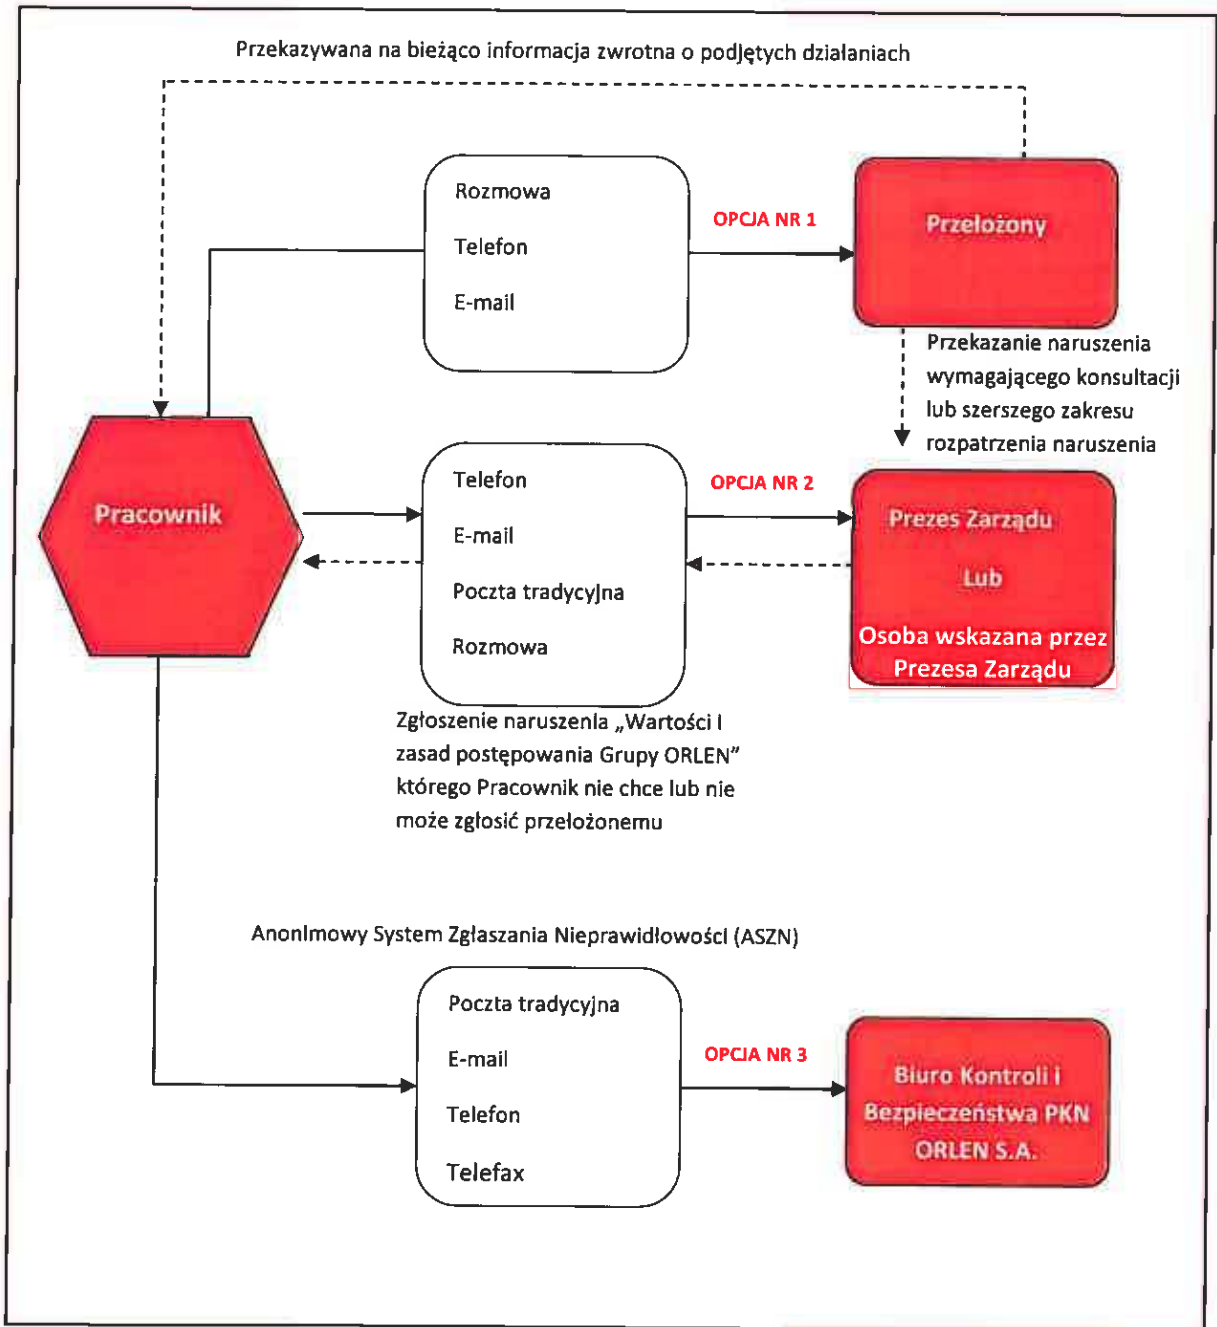 Przekazywana na bieżąco informacja zwrotna o podjętych działaniach
Rozmowa
Telefon
E-mail
OPCJA NR 1
Przełożony
Przekazanie naruszenia
wymagającego konsultacji
lub szerszego zakresu
rozpatrzenia naruszenia
Pracownik
Telefon
E-mail
Poczta tradycyjna
Rozmowa
OPCJA NR 2
Prezes Zarządu
Lub
Osoba wskazana przez
Prezesa Zarządu
Zgłoszenie naruszenia „Wartości i
zasad postępowania Grupy ORLEN”
którego Pracownik nie chce lub nie
może zgłosić przełożonemu
Anonimowy System Zgłaszania Nieprawidłowości (ASZN)
Poczta tradycyjna
E-mail
Telefon
Telefax
OPCJA NR 3
Biuro Kontroli i
Bezpieczeństwa PKN
ORLEN S.A.